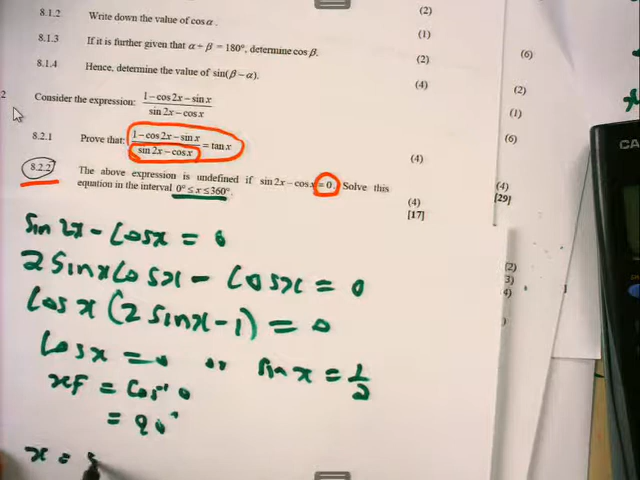 8.1.2 Write down the value of cos α. (2)
8.1.3 If it is further given that α + β = 180°, determine cos β. (1)
8.1.4 Hence, determine the value of sin(β − α). (2)
(4)
2 Consider the expression: (1−cos 2x−sin x)/(sin 2x−cos x)
8.2.1 Prove that: (1−cos 2x−sin x)/(sin 2x−cos x) = tan x (4)
8.2.2 The above expression is undefined if sin 2x − cos x = 0. Solve this
equation in the interval 0° ≤ x ≤ 360°. (4)
[17]
(6)
(2)
(1)
(6)
(4)
[29]
(2)
3)
4)
CA
sin 2x − cos x = 0
2 sin x cos x − cos x = 0
cos x (2 sin x − 1) = 0
cos x = 0 or sin x = 1/2
xF = cos⁻¹ 0
= 90°
x =